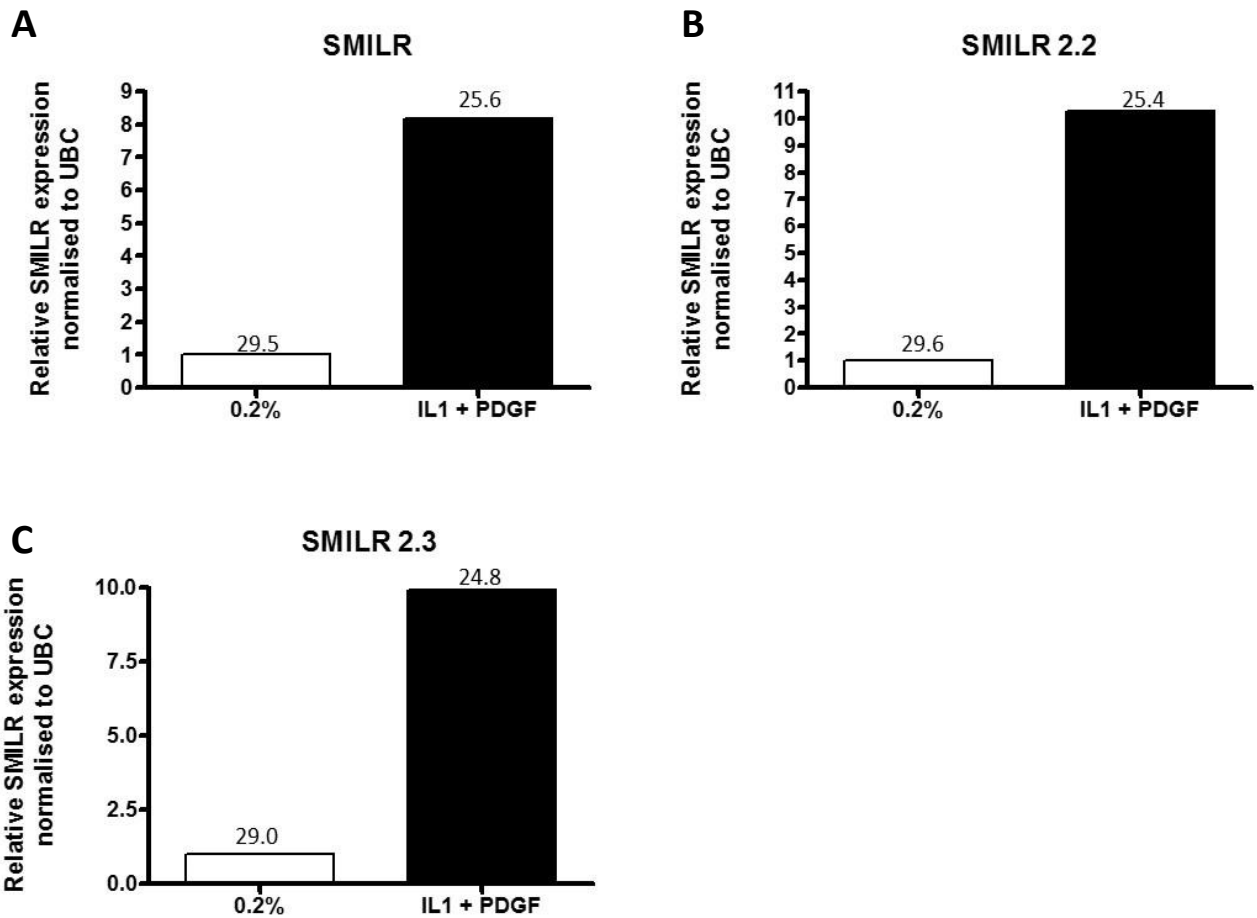 A
SMILR
Relative SMILR expression
normalised to UBC
9
8
7
6
5
4
3
2
1
0
29.5
25.6
0.2%
IL1 + PDGF
B
SMILR 2.2
Relative SMILR expression
normalised to UBC
11
10
9
8
7
6
5
4
3
2
1
0
29.6
25.4
0.2%
IL1 + PDGF
C
SMILR 2.3
Relative SMILR expression
normalised to UBC
10.0
7.5
5.0
2.5
0.0
29.0
24.8
0.2%
IL1 + PDGF